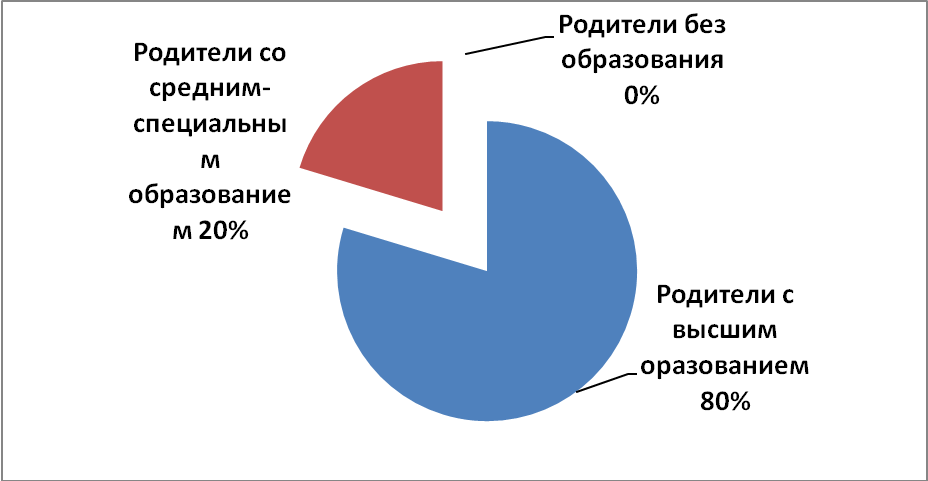 Родители со
средним-
специальны
м
образование
м 20%
Родители без
образования
0%
Родители с
высшим
оразованием
80%